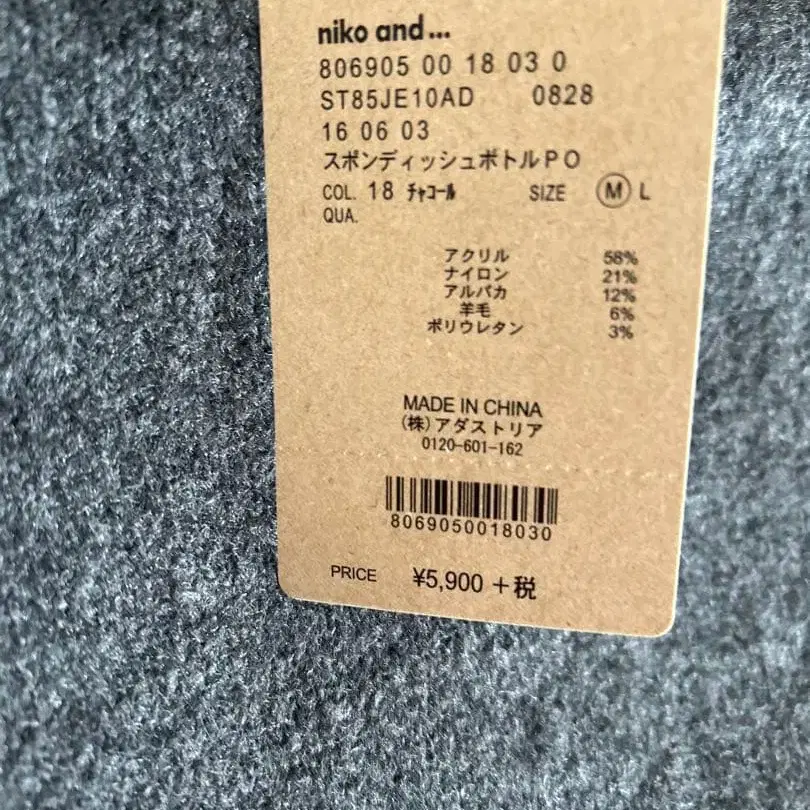 niko and...
806905 00 18 03 0
ST85JE10AD 0828
16 06 03
スポンディッシュボトルPO
COL. 18 ﾁｬｺｰﾙ SIZE Ⓜ L
QUA.
アクリル 58%
ナイロン 21%
アルパカ 12%
羊毛 6%
ポリウレタン 3%
MADE IN CHINA
(株)アダストリア
0120-601-162
8069050018030
PRICE ¥5,900 +税